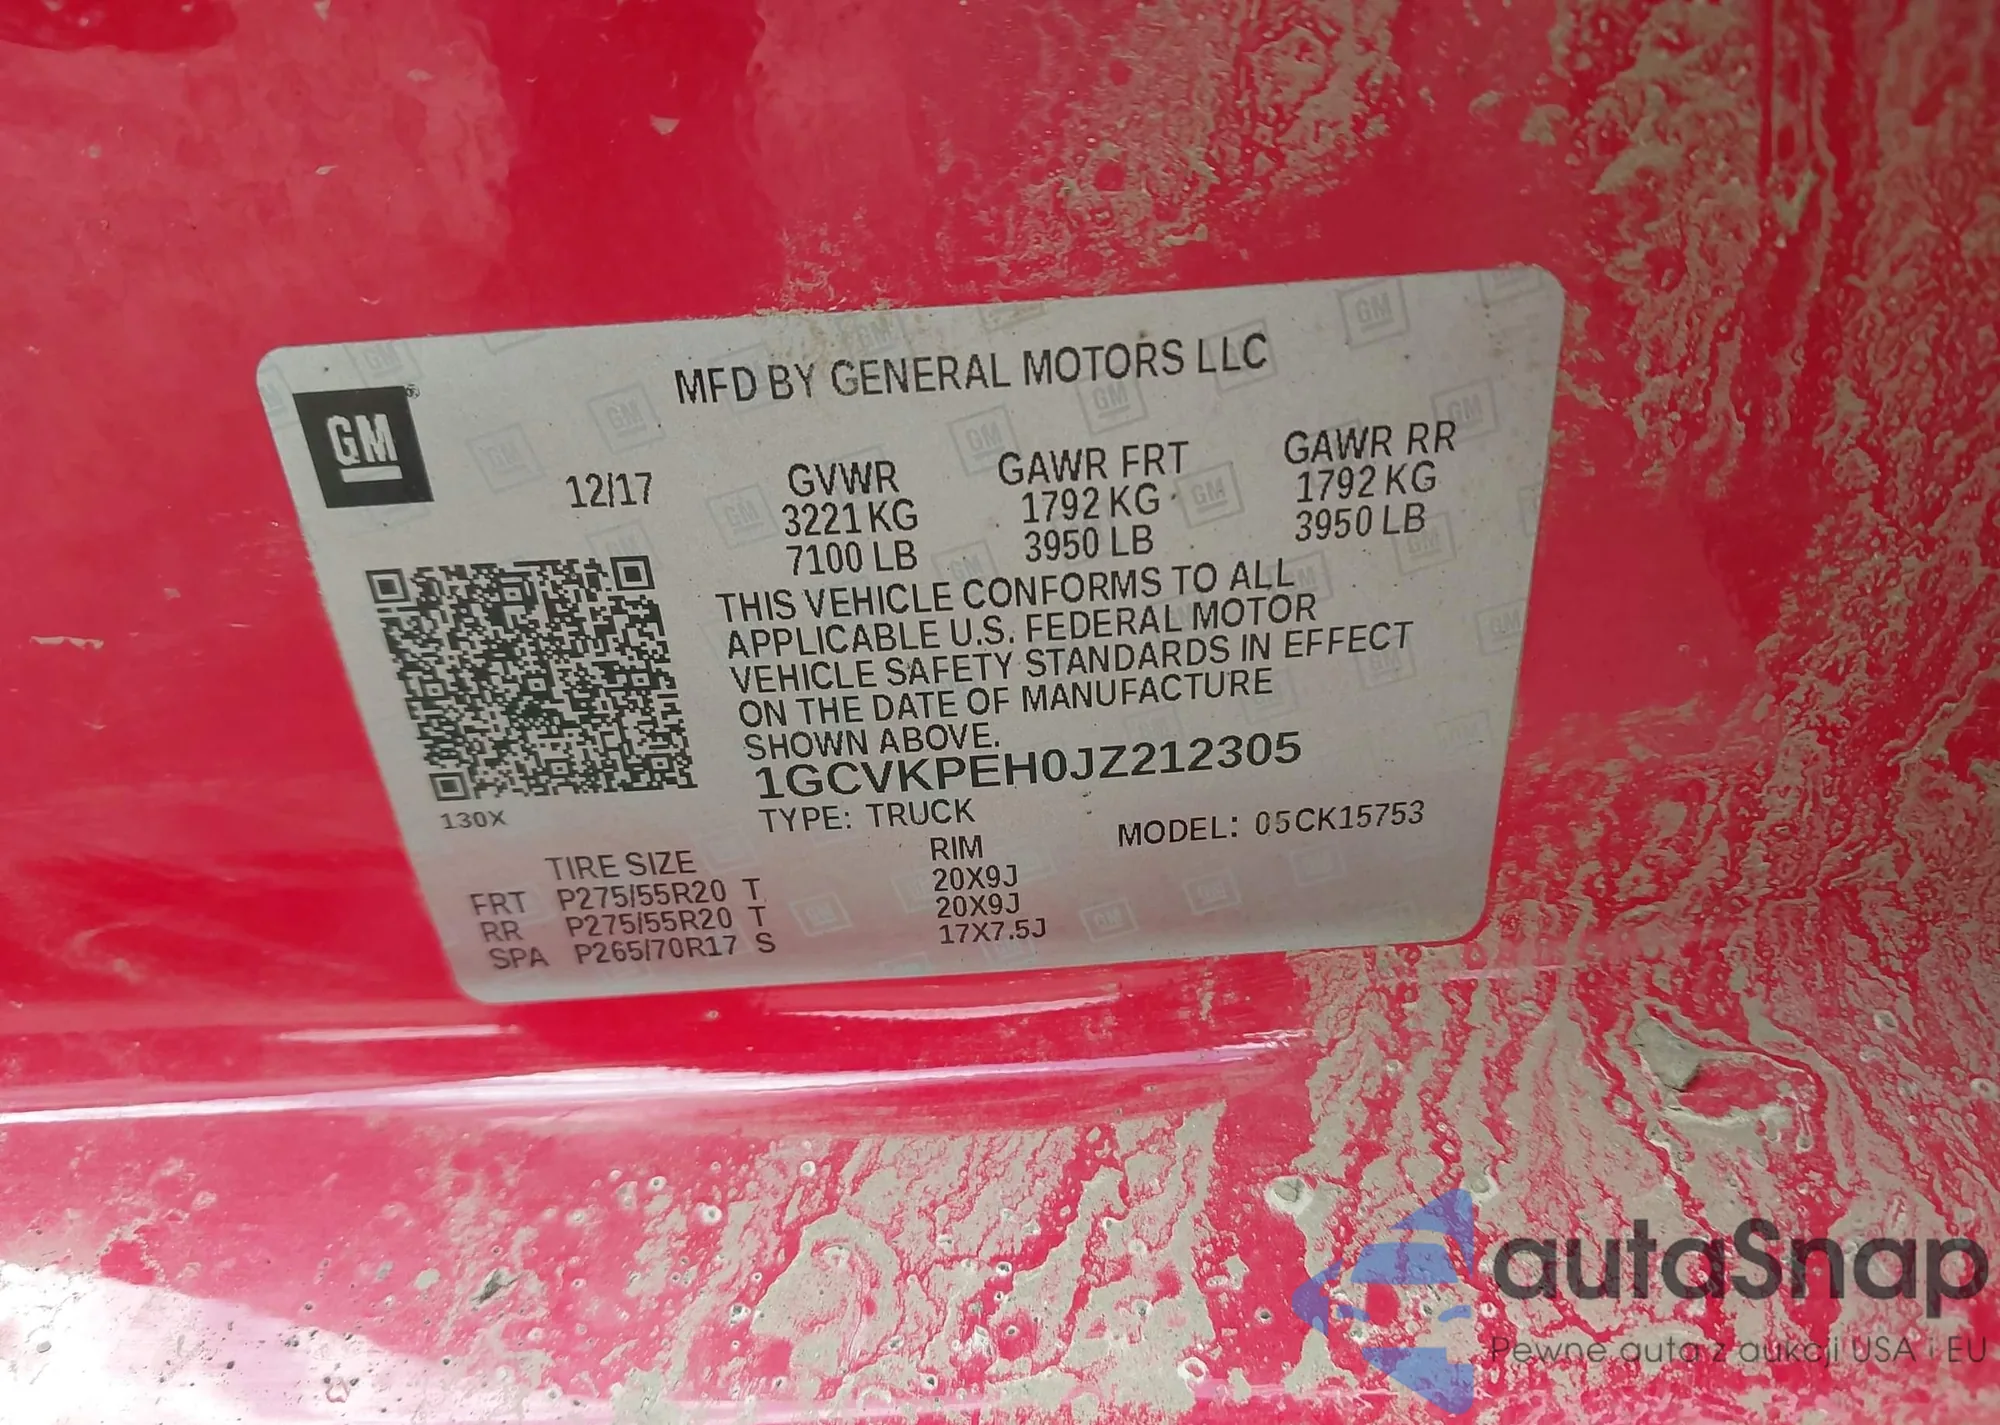 GM
MFD BY GENERAL MOTORS LLC
12/17
GVWR GAWR FRT GAWR RR
3221 KG 1792 KG 1792 KG
7100 LB 3950 LB 3950 LB
THIS VEHICLE CONFORMS TO ALL
APPLICABLE U.S. FEDERAL MOTOR
VEHICLE SAFETY STANDARDS IN EFFECT
ON THE DATE OF MANUFACTURE
SHOWN ABOVE.
1GCVKPEH0JZ212305
TYPE: TRUCK MODEL: 05CK15753
130X
TIRE SIZE RIM
FRT P275/55R20 T 20X9J
RR P275/55R20 T 20X9J
SPA P265/70R17 S 17X7.5J
autaSnap
Pewne auta z aukcji USA i EU